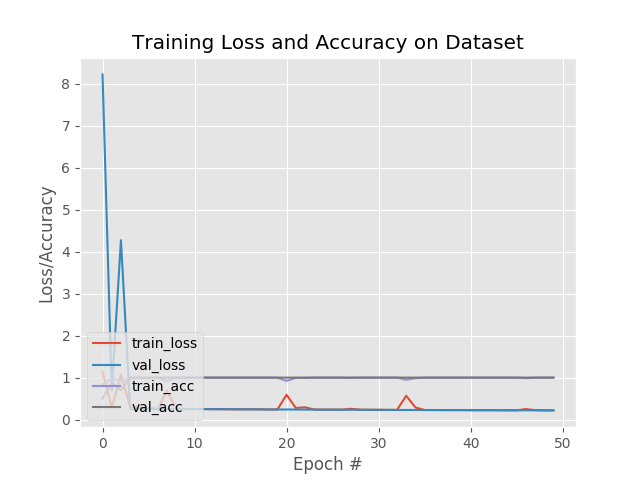 Training Loss and Accuracy on Dataset
Loss/Accuracy
8
7
6
5
4
3
2
1
0
train_loss
val_loss
train_acc
val_acc
0 10 20 30 40 50
Epoch #